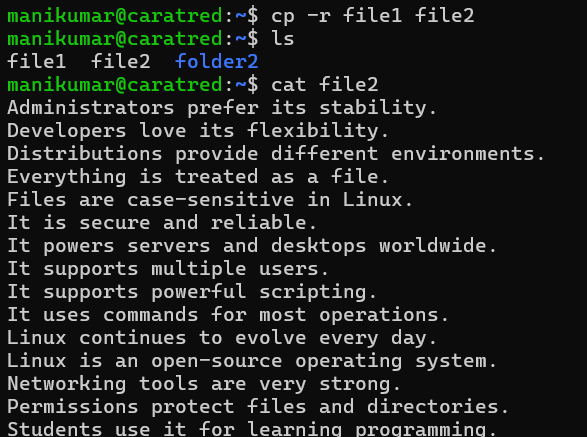 manikumar@caratred:~$ cp -r file1 file2
manikumar@caratred:~$ ls
file1  file2  folder2
manikumar@caratred:~$ cat file2
Administrators prefer its stability.
Developers love its flexibility.
Distributions provide different environments.
Everything is treated as a file.
Files are case-sensitive in Linux.
It is secure and reliable.
It powers servers and desktops worldwide.
It supports multiple users.
It supports powerful scripting.
It uses commands for most operations.
Linux continues to evolve every day.
Linux is an open-source operating system.
Networking tools are very strong.
Permissions protect files and directories.
Students use it for learning programming.